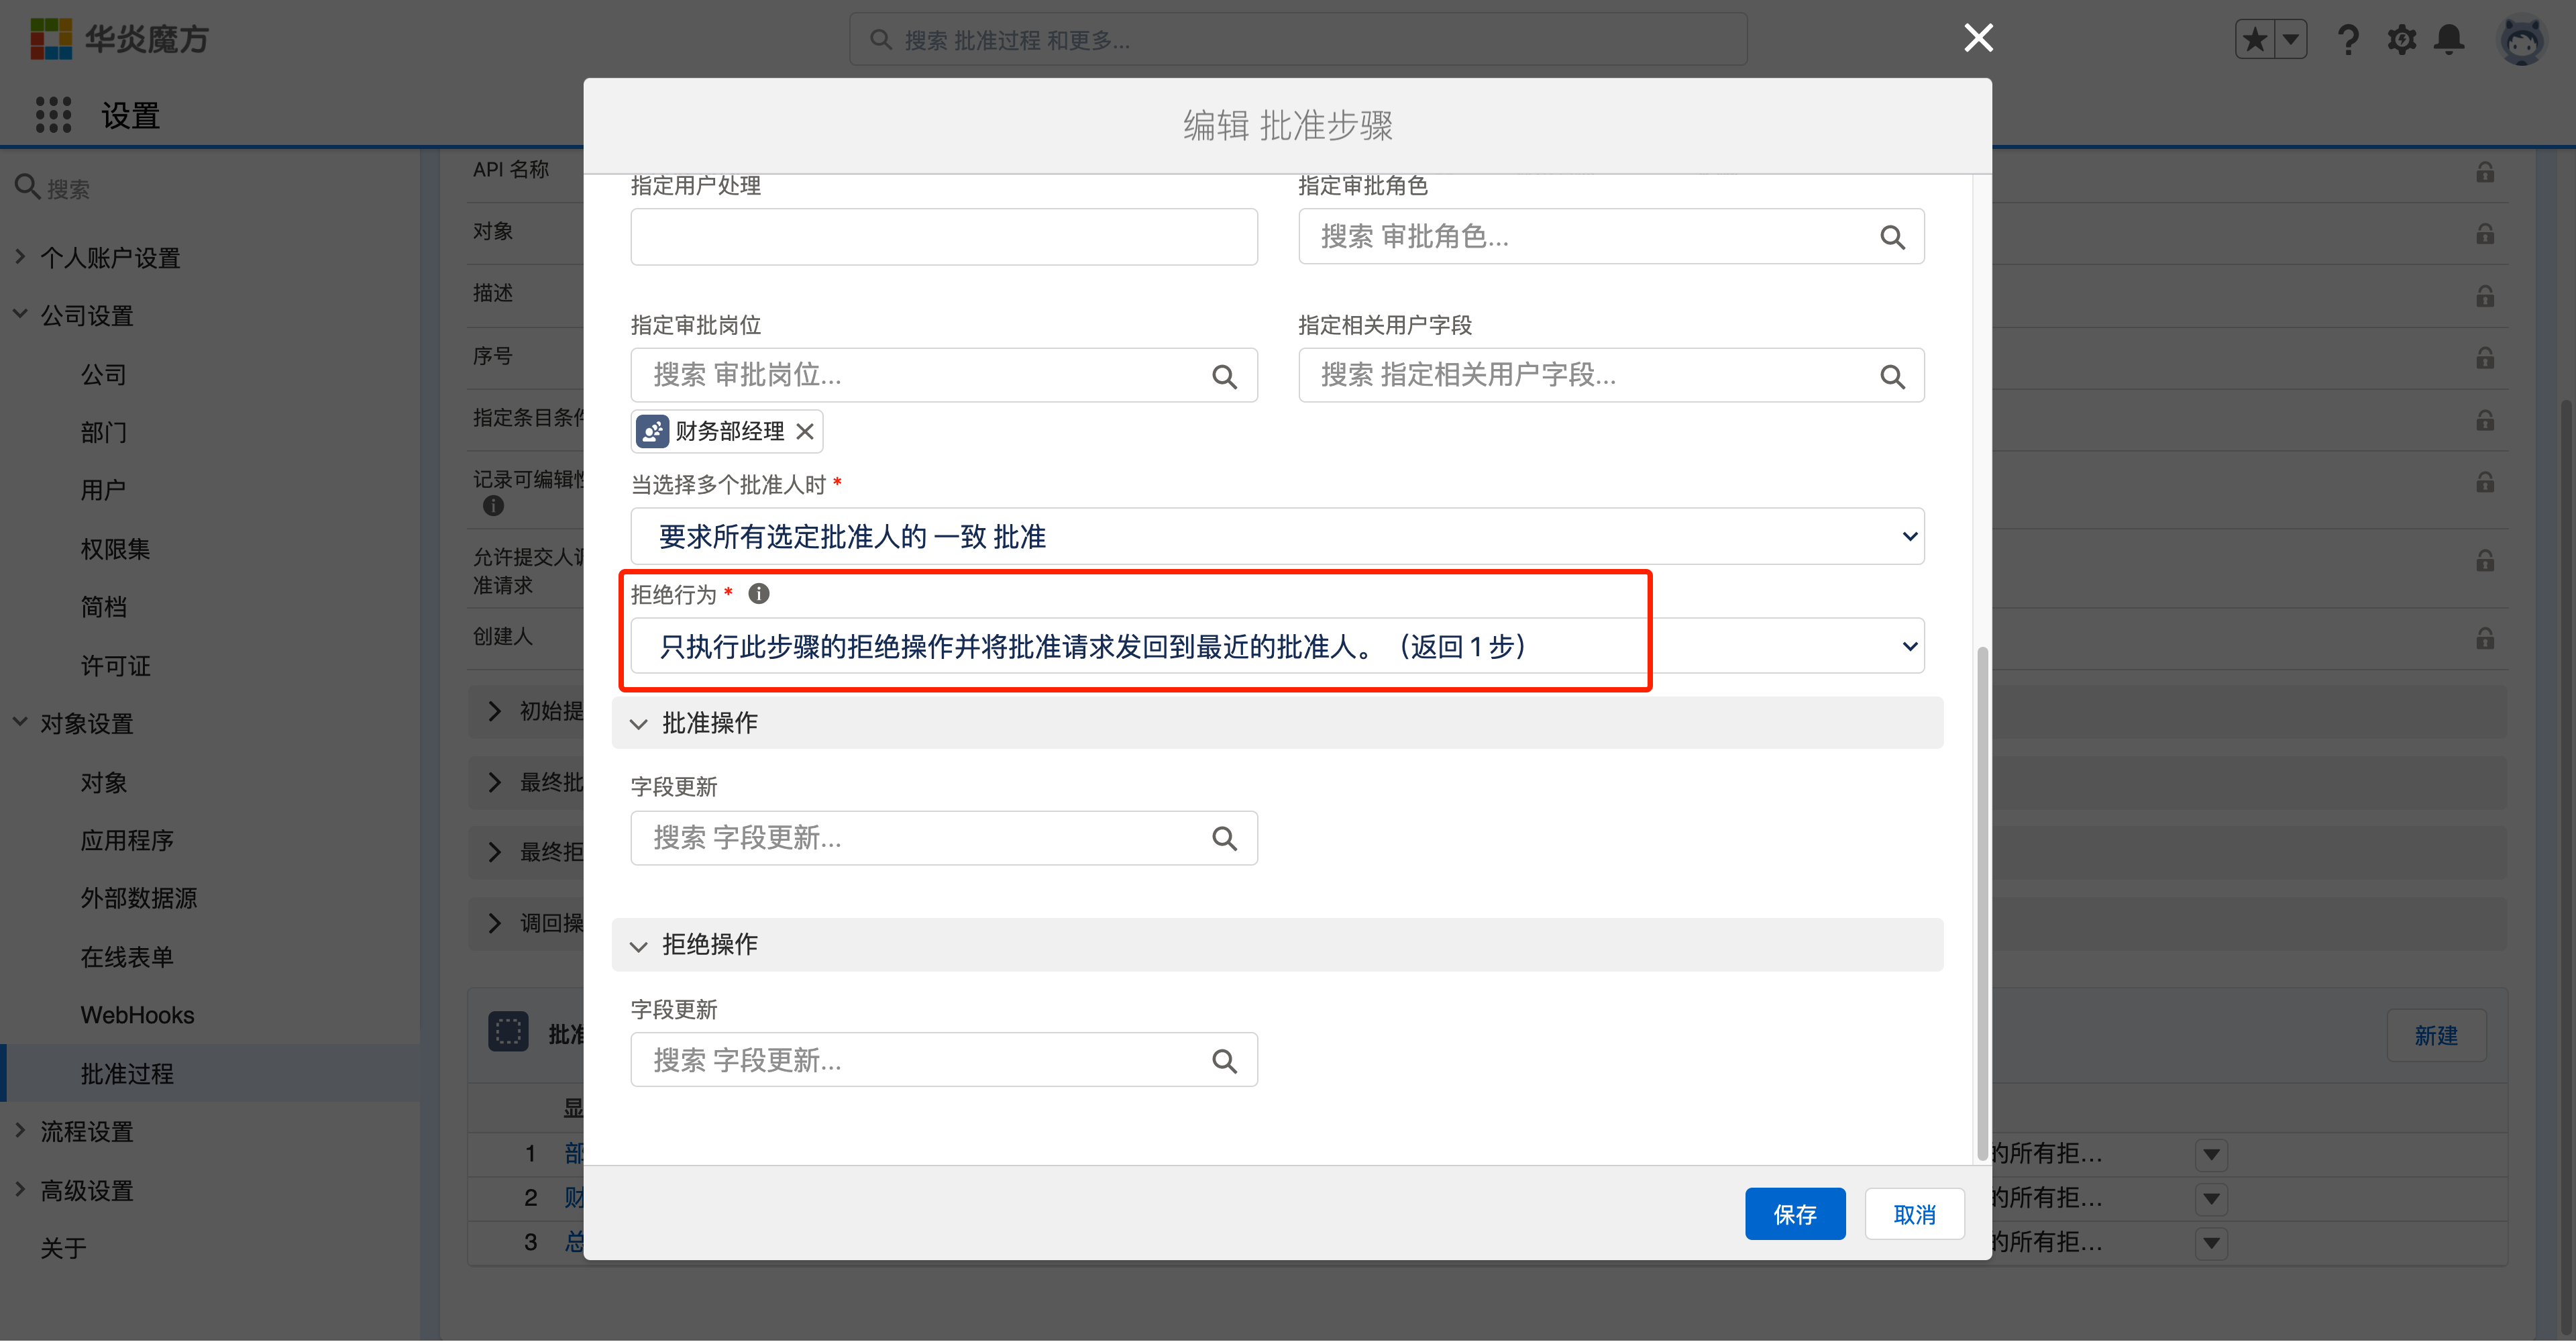 华炎魔方
搜索 批准过程 和更多...
设置
搜索
个人账户设置
公司设置
公司
部门
用户
权限集
简档
许可证
对象设置
对象
应用程序
外部数据源
在线表单
WebHooks
批准过程
流程设置
高级设置
关于
API 名称
对象
描述
序号
指定条目条件
记录可编辑性
允许提交人调
准请求
创建人
初始提
最终批
最终拒
调回操
批准
新建
显
1 部 的所有拒...
2 财 的所有拒...
3 总 的所有拒...
编辑 批准步骤
指定用户处理
指定审批角色
搜索 审批角色...
指定审批岗位
搜索 审批岗位...
财务部经理
指定相关用户字段
搜索 指定相关用户字段...
当选择多个批准人时 *
要求所有选定批准人的 一致 批准
拒绝行为 *
只执行此步骤的拒绝操作并将批准请求发回到最近的批准人。（返回 1 步）
批准操作
字段更新
搜索 字段更新...
拒绝操作
字段更新
搜索 字段更新...
保存
取消